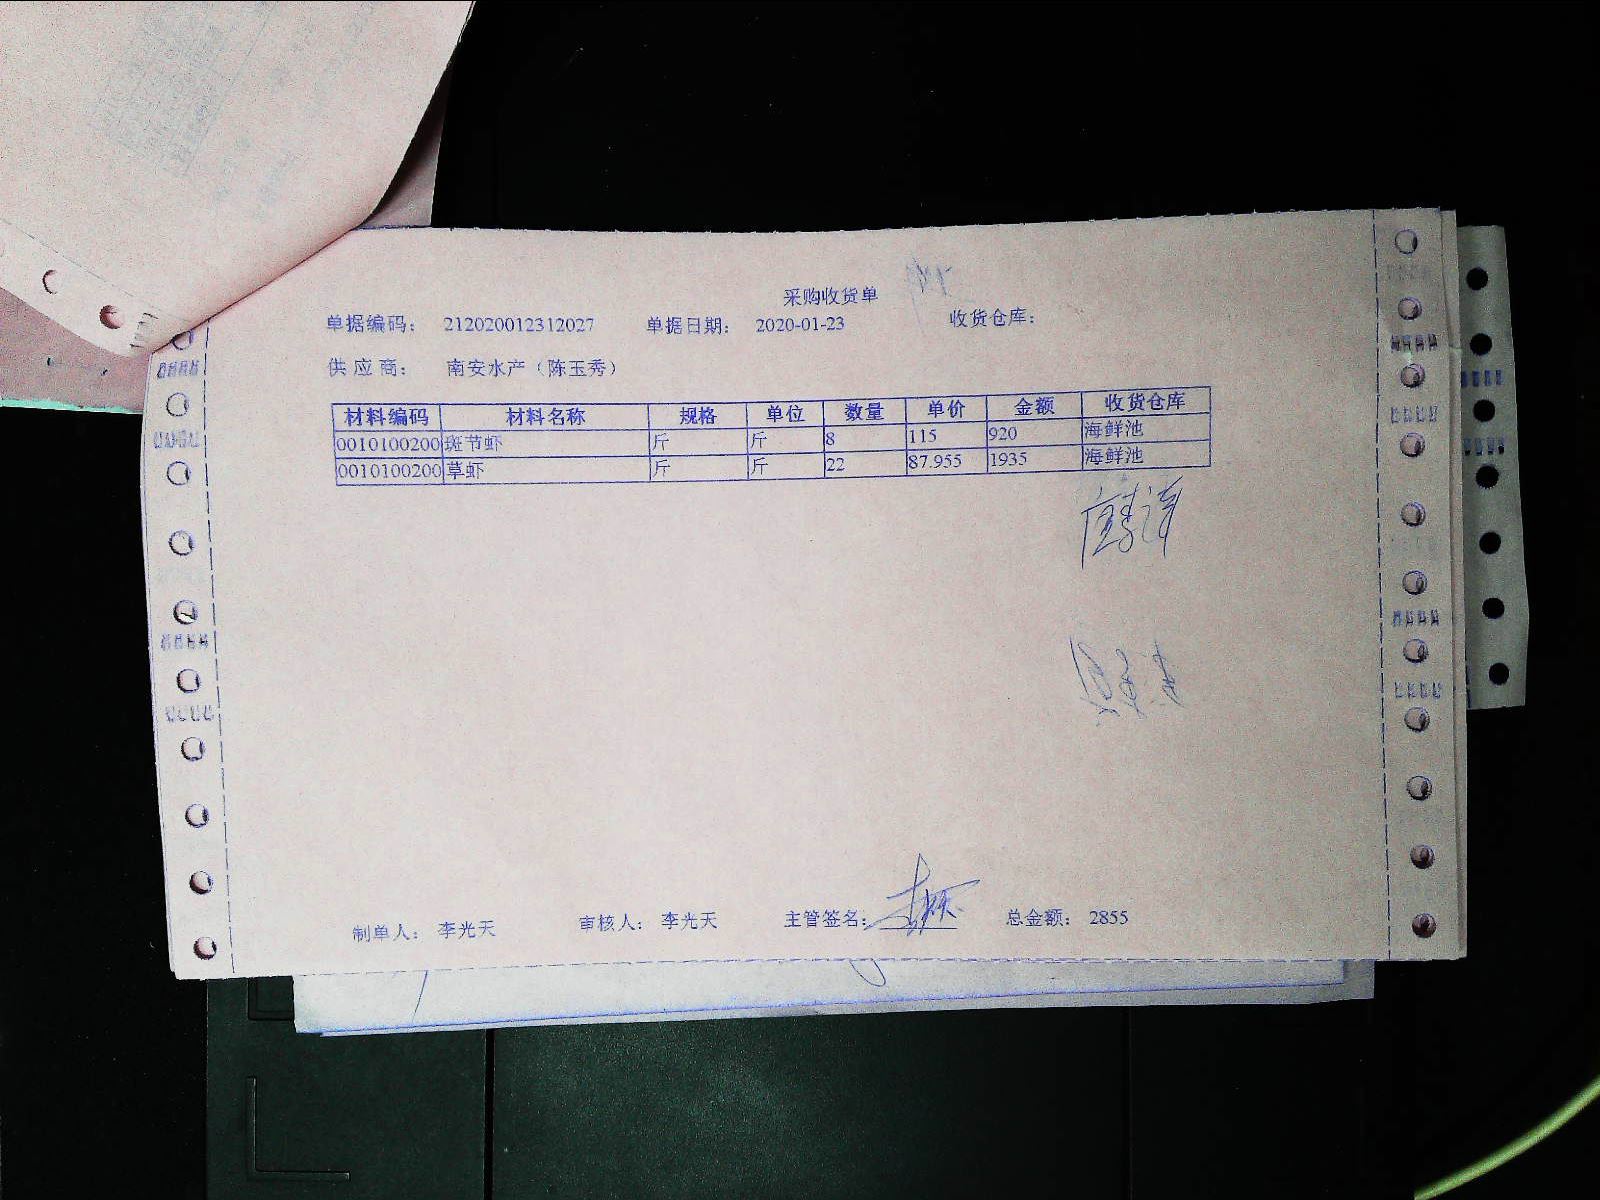 采购收货单
单据编码： 212020012312027 单据日期： 2020-01-23 收货仓库：
供 应 商： 南安水产（陈玉秀）
材料编码 材料名称 规格 单位 数量 单价 金额 收货仓库
0010100200 斑节虾 斤 斤 8 115 920 海鲜池
0010100200 草虾 斤 斤 22 87.955 1935 海鲜池
制单人： 李光天 审核人： 李光天 主管签名： 总金额： 2855